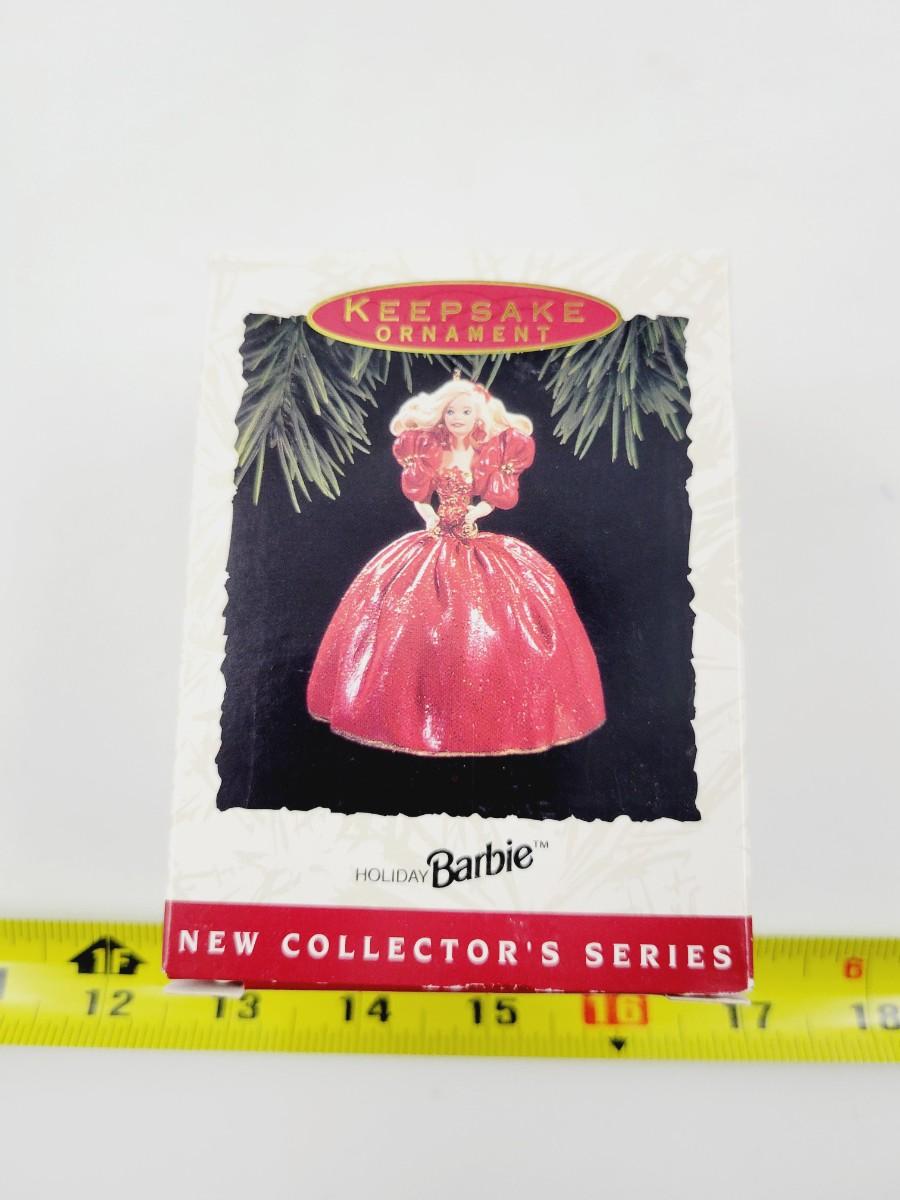 KEEPSAKE
ORNAMENT
HOLIDAY Barbie™
NEW COLLECTOR'S SERIES
1F 6
12 13 14 15 16 17 18